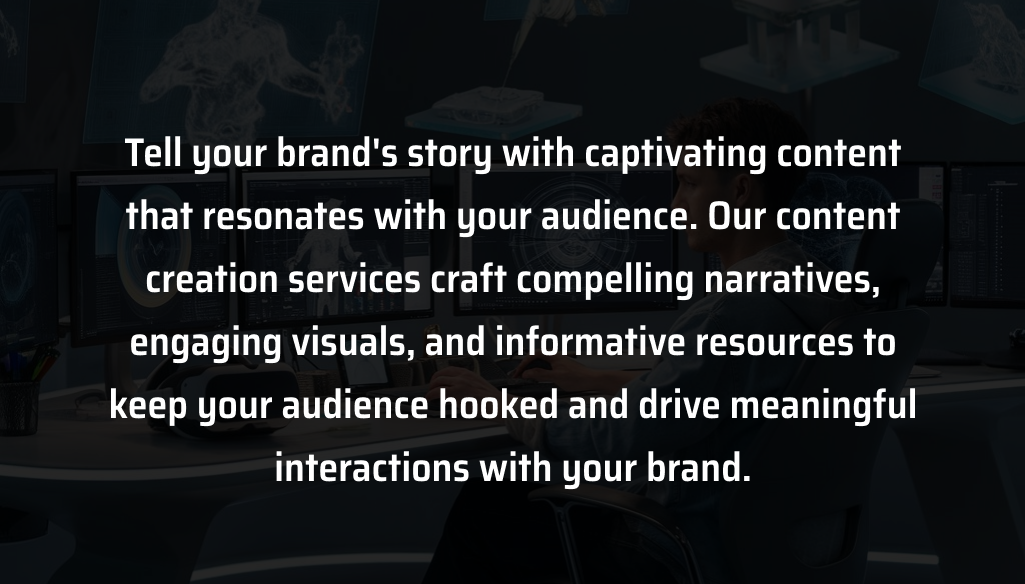 Tell your brand's story with captivating content
that resonates with your audience. Our content
creation services craft compelling narratives,
engaging visuals, and informative resources to
keep your audience hooked and drive meaningful
interactions with your brand.